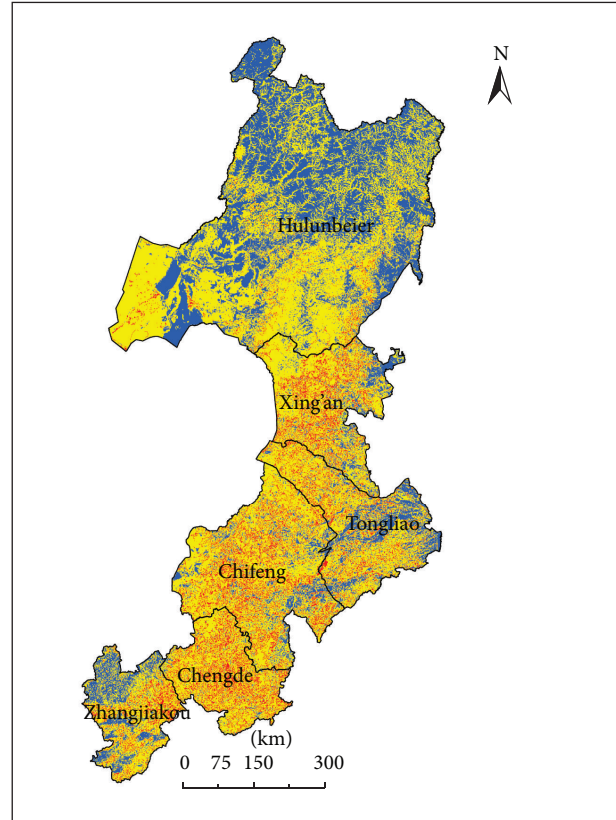 N
Hulunbeier
Xing'an
Tongliao
Chifeng
Chengde
Zhangjiakou
(km)
0 75 150 300